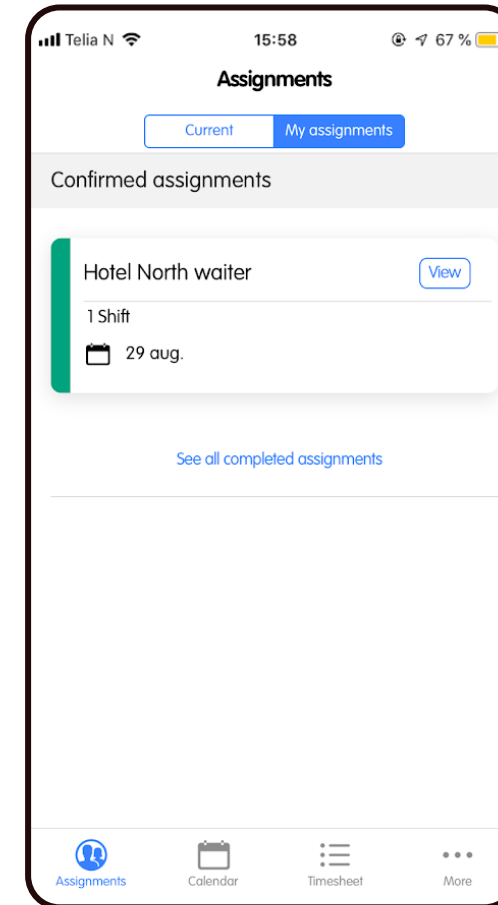 Telia N 15:58 67 %
Assignments
Current My assignments
Confirmed assignments
Hotel North waiter View
1 Shift
29 aug.
See all completed assignments
Assignments Calendar Timesheet More